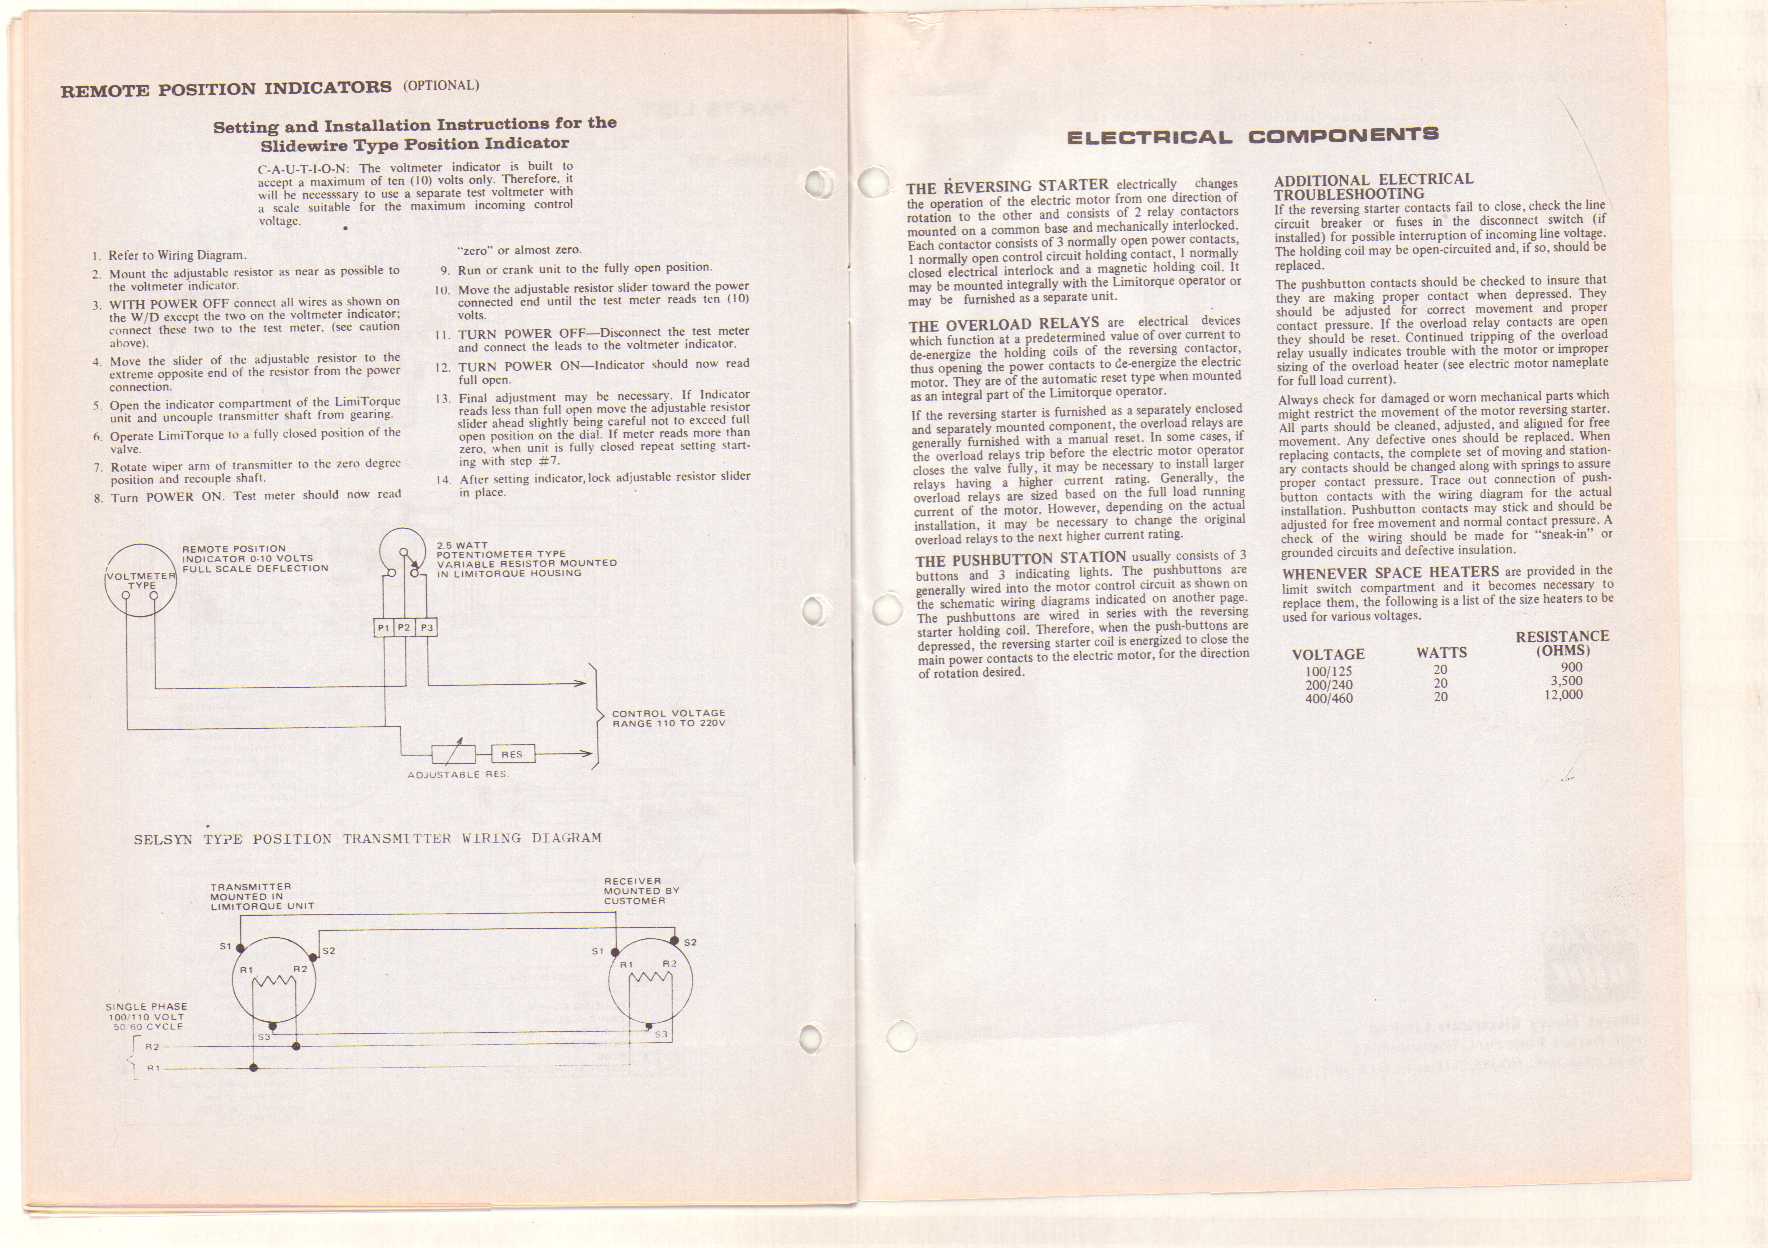 REMOTE POSITION INDICATORS (OPTIONAL)
Setting and Installation Instructions for the
Slidewire Type Position Indicator
C-A-U-T-I-O-N: The voltmeter indicator is built to
accept a maximum of ten (10) volts only. Therefore, it
will be necesssary to use a separate test voltmeter with
a scale suitable for the maximum incoming control
voltage.
1. Refer to Wiring Diagram.
2. Mount the adjustable resistor as near as possible to
the voltmeter indicator.
3. WITH POWER OFF connect all wires as shown on
the W/D except the two on the voltmeter indicator;
connect these two to the test meter, (see caution
above).
4. Move the slider of the adjustable resistor to the
extreme opposite end of the resistor from the power
connection.
5. Open the indicator compartment of the LimiTorque
unit and uncouple transmitter shaft from gearing.
6. Operate LimiTorque to a fully closed position of the
valve.
7. Rotate wiper arm of transmitter to the zero degree
position and recouple shaft.
8. Turn POWER ON. Test meter should now read
"zero" or almost zero.
9. Run or crank unit to the fully open position.
10. Move the adjustable resistor slider toward the power
connected end until the test meter reads ten (10)
volts.
11. TURN POWER OFF—Disconnect the test meter
and connect the leads to the voltmeter indicator.
12. TURN POWER ON—Indicator should now read
full open.
13. Final adjustment may be necessary. If Indicator
reads less than full open move the adjustable resistor
slider ahead slightly being careful not to exceed full
open position on the dial. If meter reads more than
zero, when unit is fully closed repeat setting start-
ing with step #7.
14. After setting indicator, lock adjustable resistor slider
in place.
REMOTE POSITION
INDICATOR 0-10 VOLTS
FULL SCALE DEFLECTION
VOLTMETER
TYPE
2.5 WATT
POTENTIOMETER TYPE
VARIABLE RESISTOR MOUNTED
IN LIMITORQUE HOUSING
P1 P2 P3
CONTROL VOLTAGE
RANGE 110 TO 220V
RES
ADJUSTABLE RES.
SELSYN TYPE POSITION TRANSMITTER WIRING DIAGRAM
TRANSMITTER
MOUNTED IN
LIMITORQUE UNIT
RECEIVER
MOUNTED BY
CUSTOMER
S1
S2
R1 R2
S3
S1
S2
R1 R2
S3
SINGLE PHASE
100/110 VOLT
50/60 CYCLE
R2
R1
ELECTRICAL COMPONENTS
THE REVERSING STARTER electrically changes
the operation of the electric motor from one direction of
rotation to the other and consists of 2 relay contactors
mounted on a common base and mechanically interlocked.
Each contactor consists of 3 normally open power contacts,
1 normally open control circuit holding contact, 1 normally
closed electrical interlock and a magnetic holding coil. It
may be mounted integrally with the Limitorque operator or
may be furnished as a separate unit.
THE OVERLOAD RELAYS are electrical devices
which function at a predetermined value of over current to
de-energize the holding coils of the reversing contactor,
thus opening the power contacts to de-energize the electric
motor. They are of the automatic reset type when mounted
as an integral part of the Limitorque operator.
If the reversing starter is furnished as a separately enclosed
and separately mounted component, the overload relays are
generally furnished with a manual reset. In some cases, if
the overload relays trip before the electric motor operator
closes the valve fully, it may be necessary to install larger
relays having a higher current rating. Generally, the
overload relays are sized based on the full load running
current of the motor. However, depending on the actual
installation, it may be necessary to change the original
overload relays to the next higher current rating.
THE PUSHBUTTON STATION usually consists of 3
buttons and 3 indicating lights. The pushbuttons are
generally wired into the motor control circuit as shown on
the schematic wiring diagrams indicated on another page.
The pushbuttons are wired in series with the reversing
starter holding coil. Therefore, when the push-buttons are
depressed, the reversing starter coil is energized to close the
main power contacts to the electric motor, for the direction
of rotation desired.
ADDITIONAL ELECTRICAL
TROUBLESHOOTING
If the reversing starter contacts fail to close, check the line
circuit breaker or fuses in the disconnect switch (if
installed) for possible interruption of incoming line voltage.
The holding coil may be open-circuited and, if so, should be
replaced.
The pushbutton contacts should be checked to insure that
they are making proper contact when depressed. They
should be adjusted for correct movement and proper
contact pressure. If the overload relay contacts are open
they should be reset. Continued tripping of the overload
relay usually indicates trouble with the motor or improper
sizing of the overload heater (see electric motor nameplate
for full load current).
Always check for damaged or worn mechanical parts which
might restrict the movement of the motor reversing starter.
All parts should be cleaned, adjusted, and aligned for free
movement. Any defective ones should be replaced. When
replacing contacts, the complete set of moving and station-
ary contacts should be changed along with springs to assure
proper contact pressure. Trace out connection of push-
button contacts with the wiring diagram for the actual
installation. Pushbutton contacts may stick and should be
adjusted for free movement and normal contact pressure. A
check of the wiring should be made for "sneak-in" or
grounded circuits and defective insulation.
WHENEVER SPACE HEATERS are provided in the
limit switch compartment and it becomes necessary to
replace them, the following is a list of the size heaters to be
used for various voltages.
VOLTAGE WATTS RESISTANCE (OHMS)
100/125 20 900
200/240 20 3,500
400/460 20 12,000